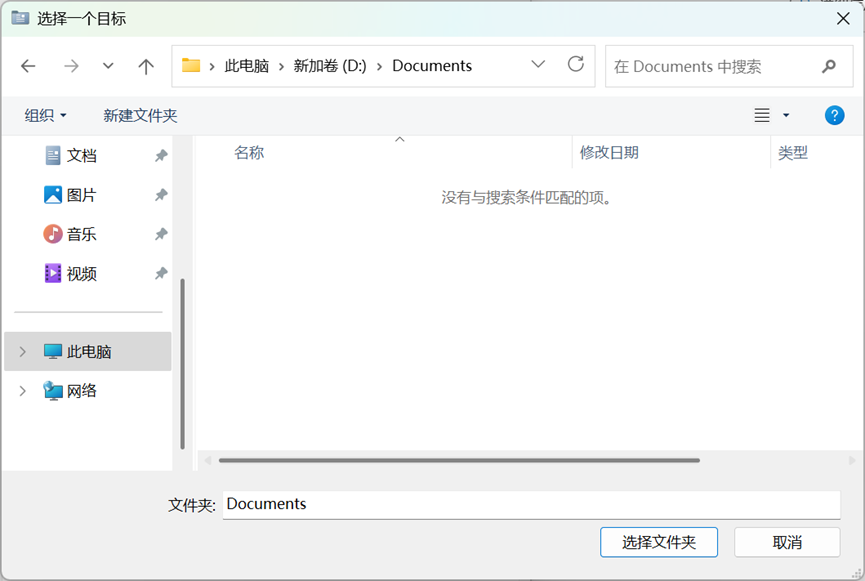 选择一个目标
此电脑 > 新加卷 (D:) > Documents
在 Documents 中搜索
组织
新建文件夹
?
名称
修改日期
类型
没有与搜索条件匹配的项。
文档
图片
音乐
视频
此电脑
网络
文件夹: Documents
选择文件夹
取消